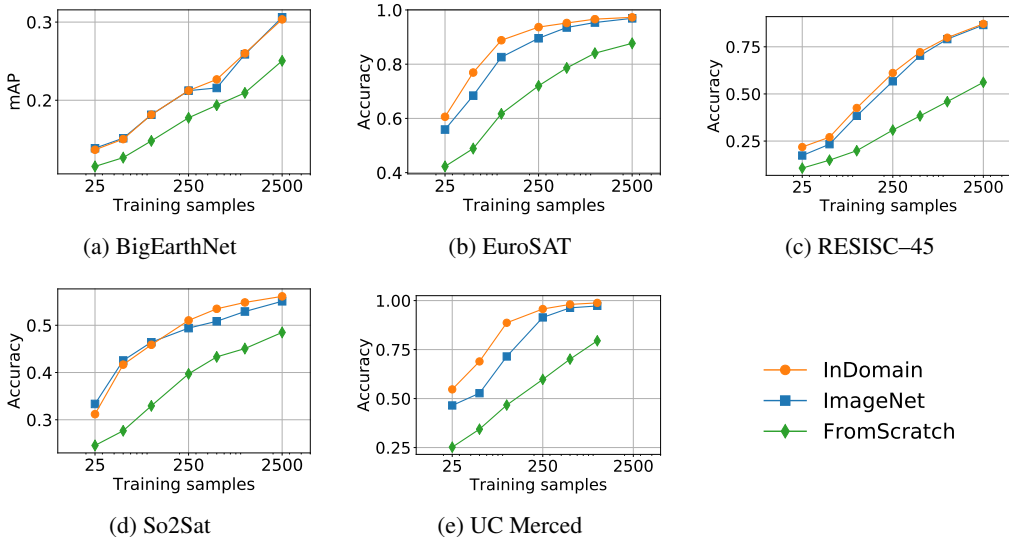 0.3
0.2
mAP
25
250
2500
Training samples
(a) BigEarthNet
1.0
0.8
0.6
0.4
Accuracy
25
250
2500
Training samples
(b) EuroSAT
0.75
0.50
0.25
Accuracy
25
250
2500
Training samples
(c) RESISC–45
0.5
0.4
0.3
Accuracy
25
250
2500
Training samples
(d) So2Sat
1.00
0.75
0.50
0.25
Accuracy
25
250
2500
Training samples
(e) UC Merced
InDomain
ImageNet
FromScratch